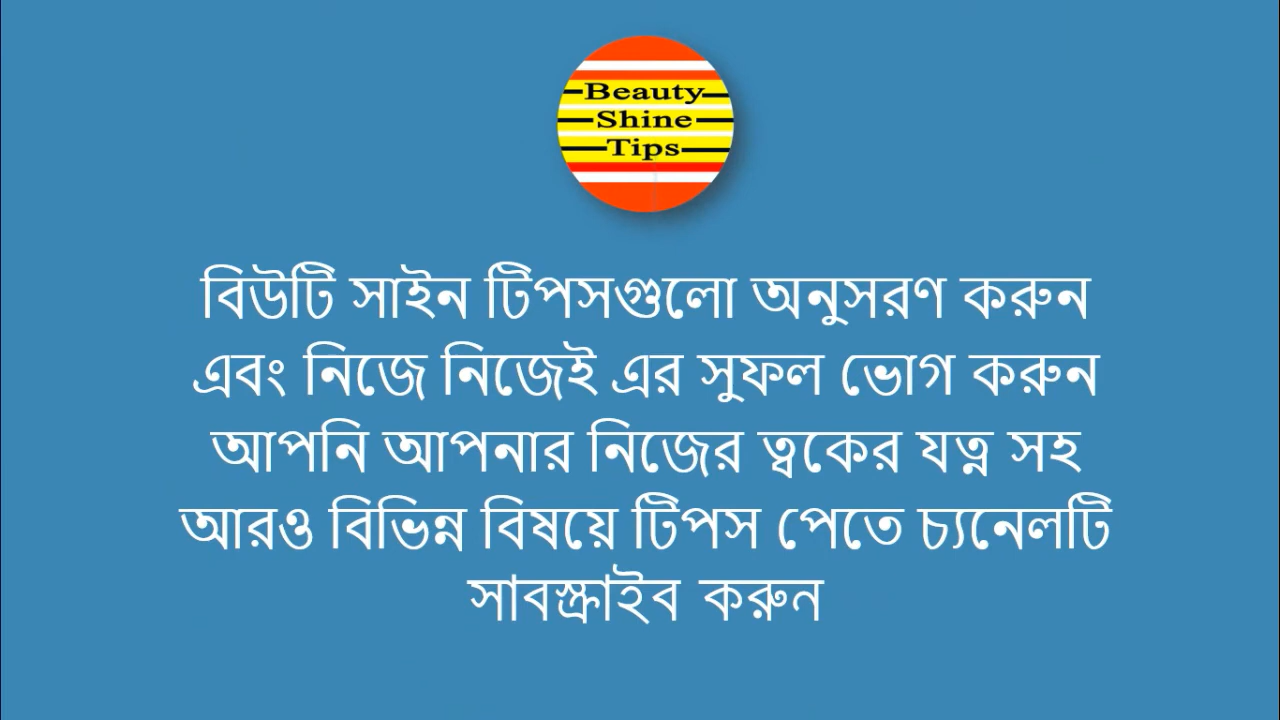 Beauty
Shine
Tips
বিউটি সাইন টিপসগুলো অনুসরণ করুন
এবং নিজে নিজেই এর সুফল ভোগ করুন
আপনি আপনার নিজের ত্বকের যত্ন সহ
আরও বিভিন্ন বিষয়ে টিপস পেতে চ্যনেলটি
সাবস্ক্রাইব করুন